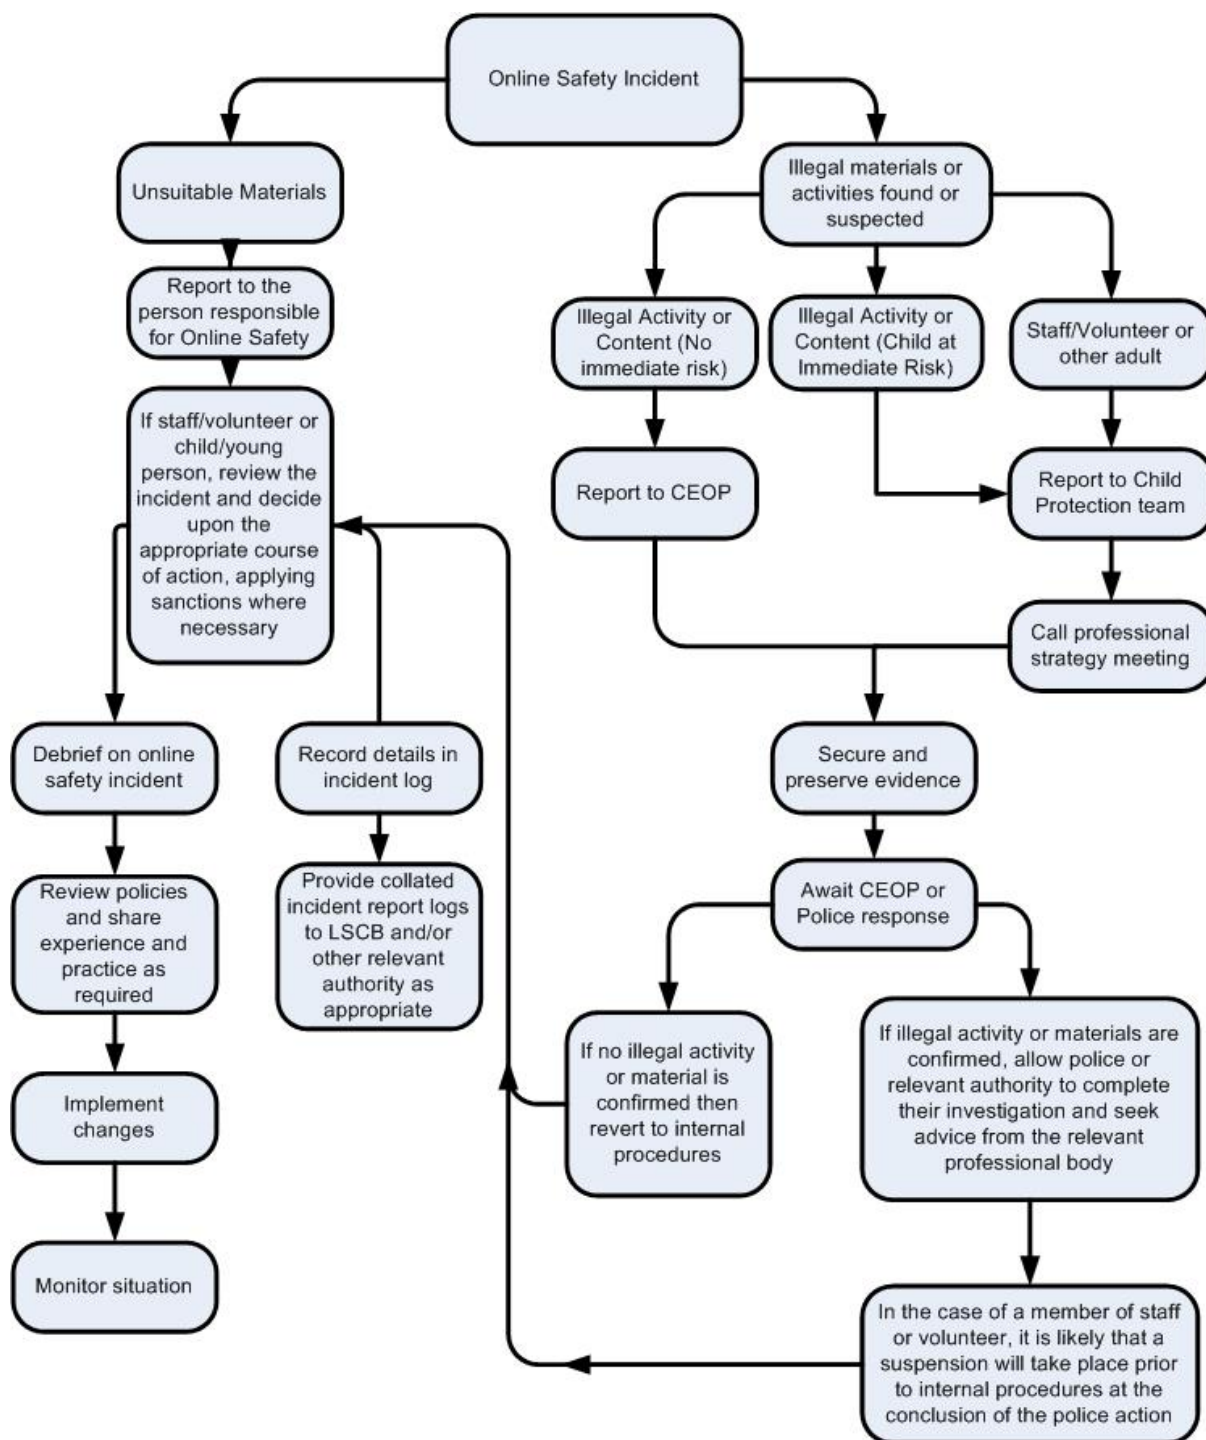 Online Safety Incident
Unsuitable Materials
Illegal materials or
activities found or
suspected
Report to the
person responsible
for Online Safety
Illegal Activity or
Content (No
immediate risk)
Illegal Activity or
Content (Child at
Immediate Risk)
Staff/Volunteer or
other adult
If staff/volunteer or
child/young
person, review the
incident and decide
upon the
appropriate course
of action, applying
sanctions where
necessary
Report to CEOP
Report to Child
Protection team
Call professional
strategy meeting
Debrief on online
safety incident
Record details in
incident log
Secure and
preserve evidence
Review policies
and share
experience and
practice as
required
Provide collated
incident report logs
to LSCB and/or
other relevant
authority as
appropriate
Await CEOP or
Police response
If no illegal activity
or material is
confirmed then
revert to internal
procedures
If illegal activity or materials are
confirmed, allow police or
relevant authority to complete
their investigation and seek
advice from the relevant
professional body
Implement
changes
Monitor situation
In the case of a member of staff
or volunteer, it is likely that a
suspension will take place prior
to internal procedures at the
conclusion of the police action